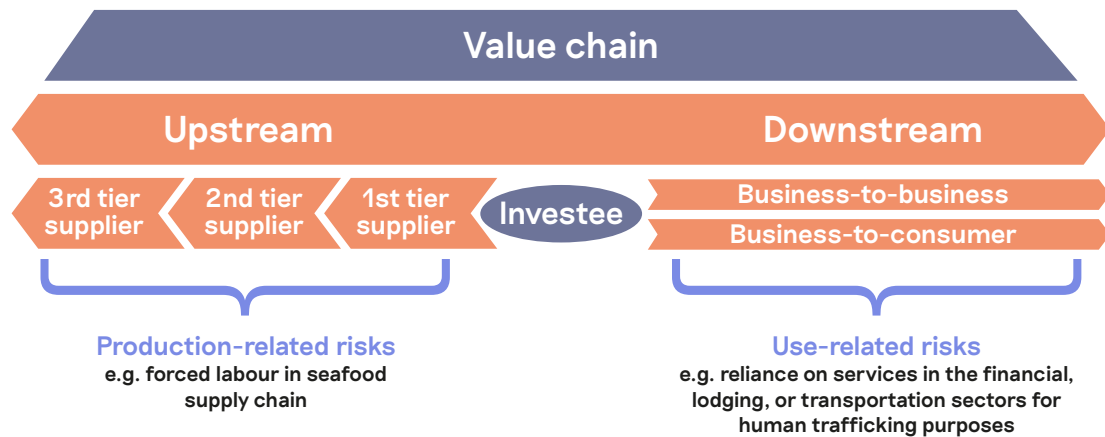 Value chain
Upstream
Downstream
3rd tier
supplier
2nd tier
supplier
1st tier
supplier
Investee
Business-to-business
Business-to-consumer
Production-related risks
e.g. forced labour in seafood
supply chain
Use-related risks
e.g. reliance on services in the financial,
lodging, or transportation sectors for
human trafficking purposes